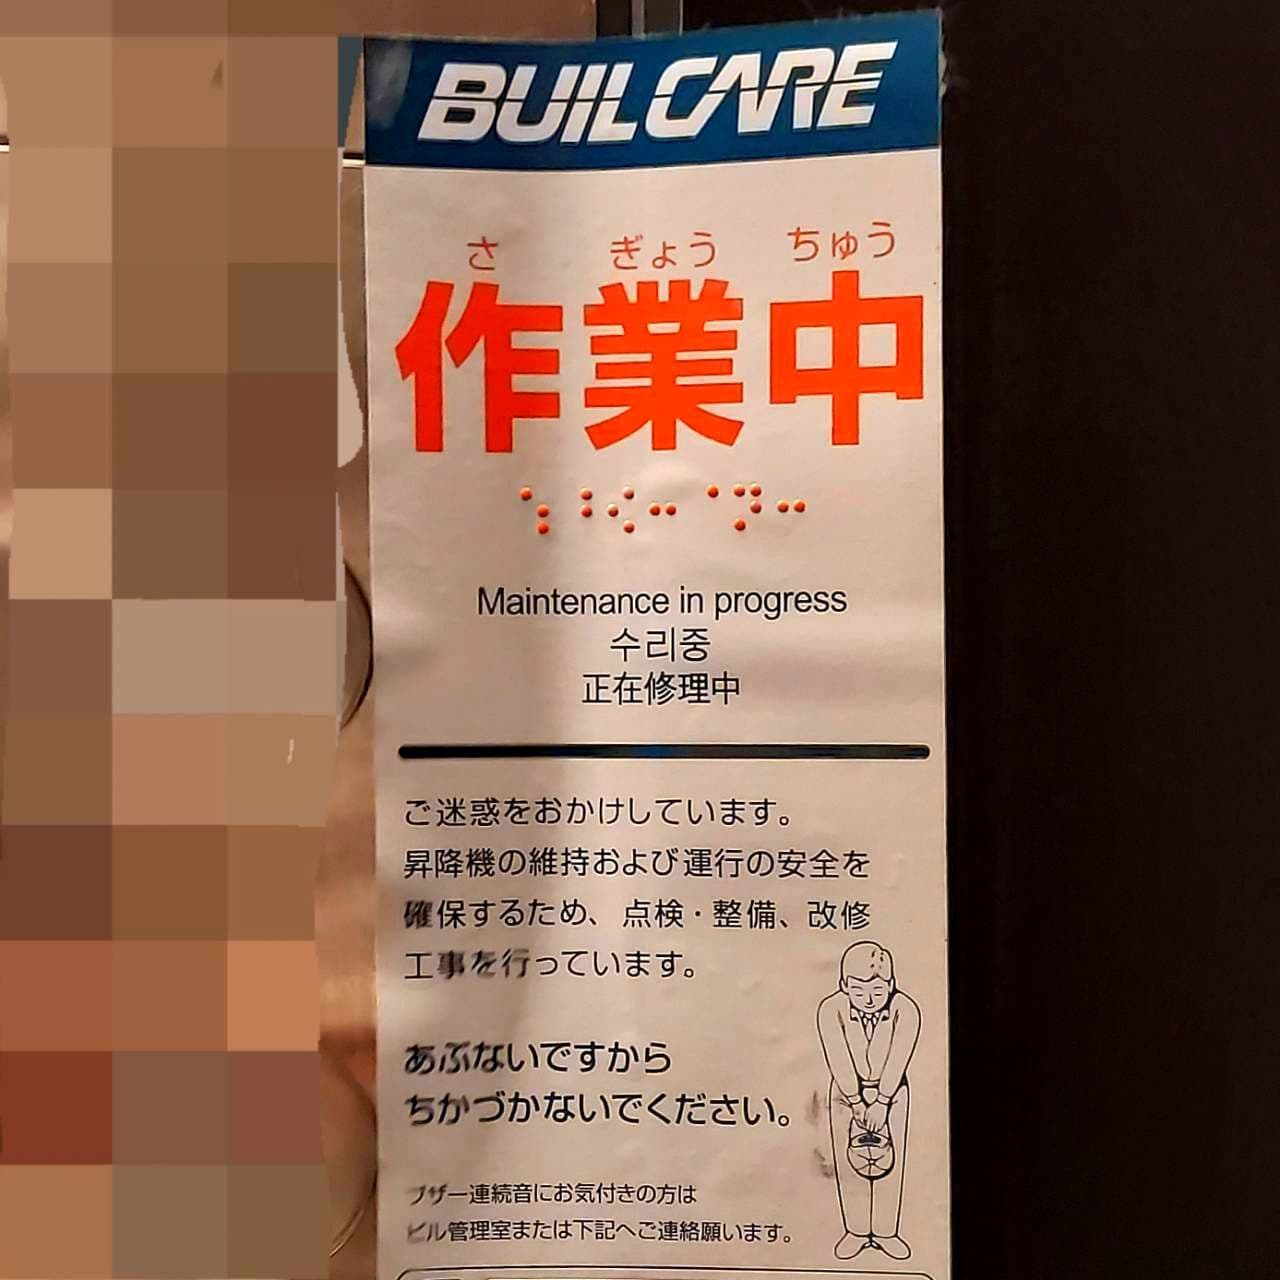 BUILCARE
さ ぎょう ちゅう
作業中
Maintenance in progress
수리중
正在修理中
ご迷惑をおかけしています。
昇降機の維持および運行の安全を
確保するため、点検・整備、改修
工事を行っています。
あぶないですから
ちかづかないでください。
ブザー連続音にお気付きの方は
ビル管理室または下記へご連絡願います。